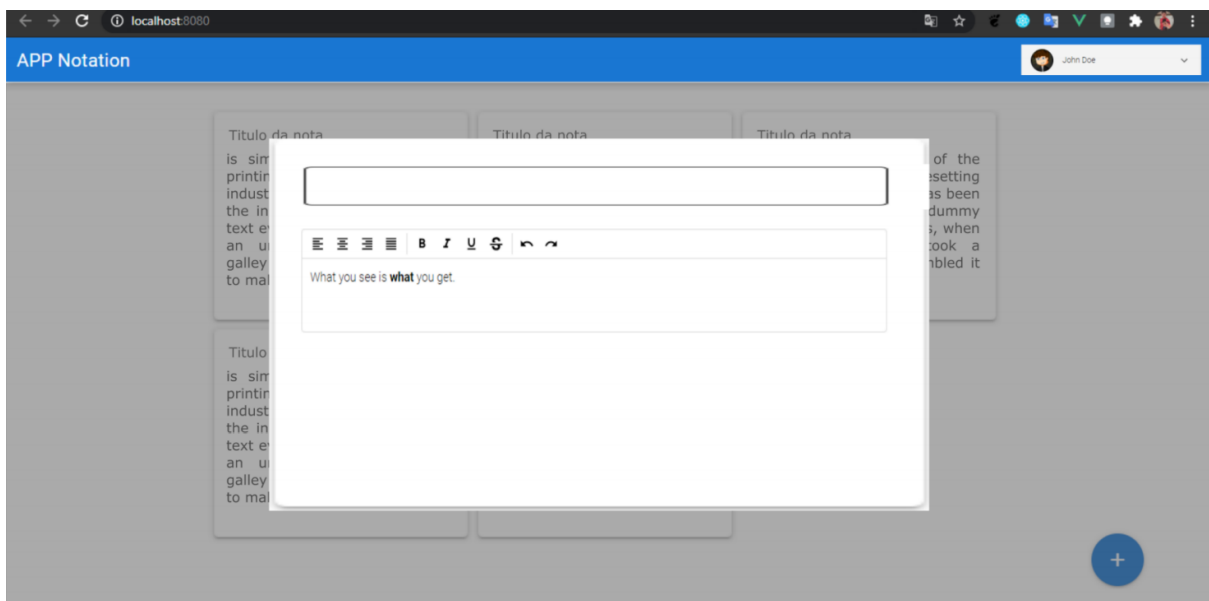 localhost:8080
APP Notation
John Doe
Titulo da nota
Titulo da nota
Titulo da nota
is sim
printin
indust
the in
text e
an u
galley
to mal
of the
esetting
as been
dummy
s, when
took a
mbled it
B I U S
What you see is what you get.
Titulo
is sim
printin
indust
the in
text e
an u
galley
to mal
+